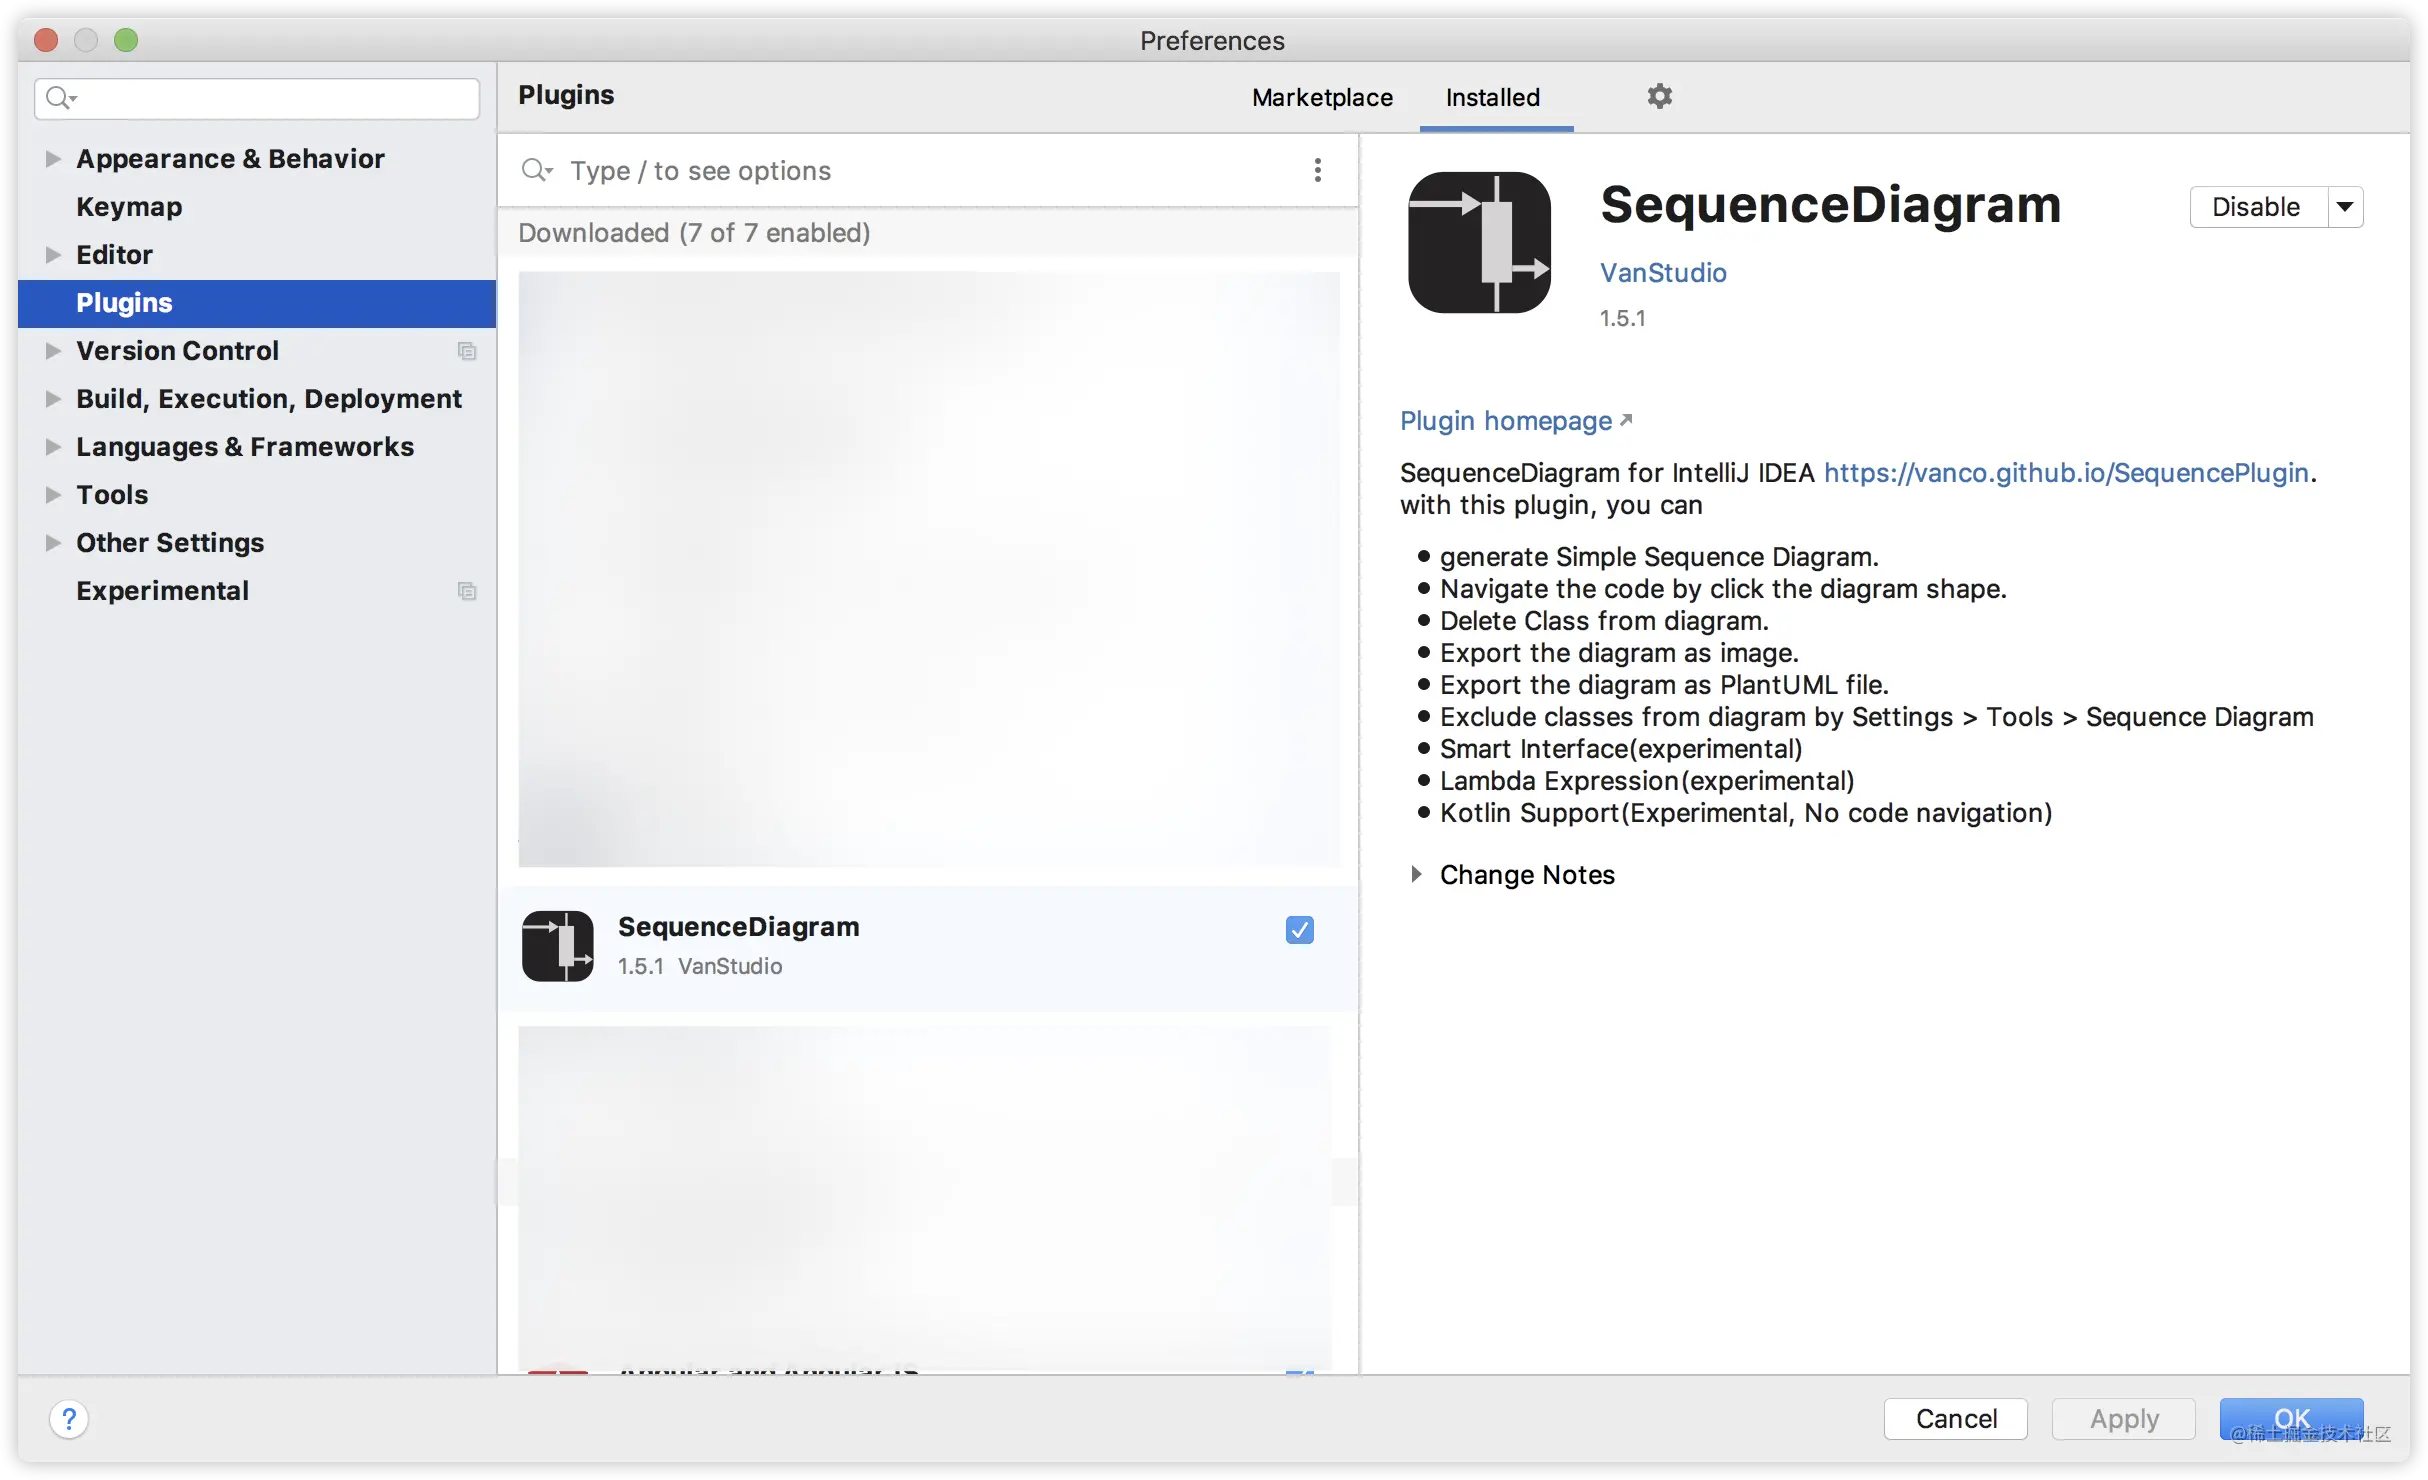 Preferences
Plugins
Marketplace
Installed
Appearance & Behavior
Keymap
Editor
Plugins
Version Control
Build, Execution, Deployment
Languages & Frameworks
Tools
Other Settings
Experimental
Type / to see options
Downloaded (7 of 7 enabled)
SequenceDiagram
1.5.1 VanStudio
Angular and AngularJS
SequenceDiagram
Disable
VanStudio
1.5.1
Plugin homepage
SequenceDiagram for IntelliJ IDEA https://vanco.github.io/SequencePlugin.
with this plugin, you can
• generate Simple Sequence Diagram.
• Navigate the code by click the diagram shape.
• Delete Class from diagram.
• Export the diagram as image.
• Export the diagram as PlantUML file.
• Exclude classes from diagram by Settings > Tools > Sequence Diagram
• Smart Interface(experimental)
• Lambda Expression(experimental)
• Kotlin Support(Experimental, No code navigation)
Change Notes
?
Cancel
Apply
OK
@稀土掘金技术社区